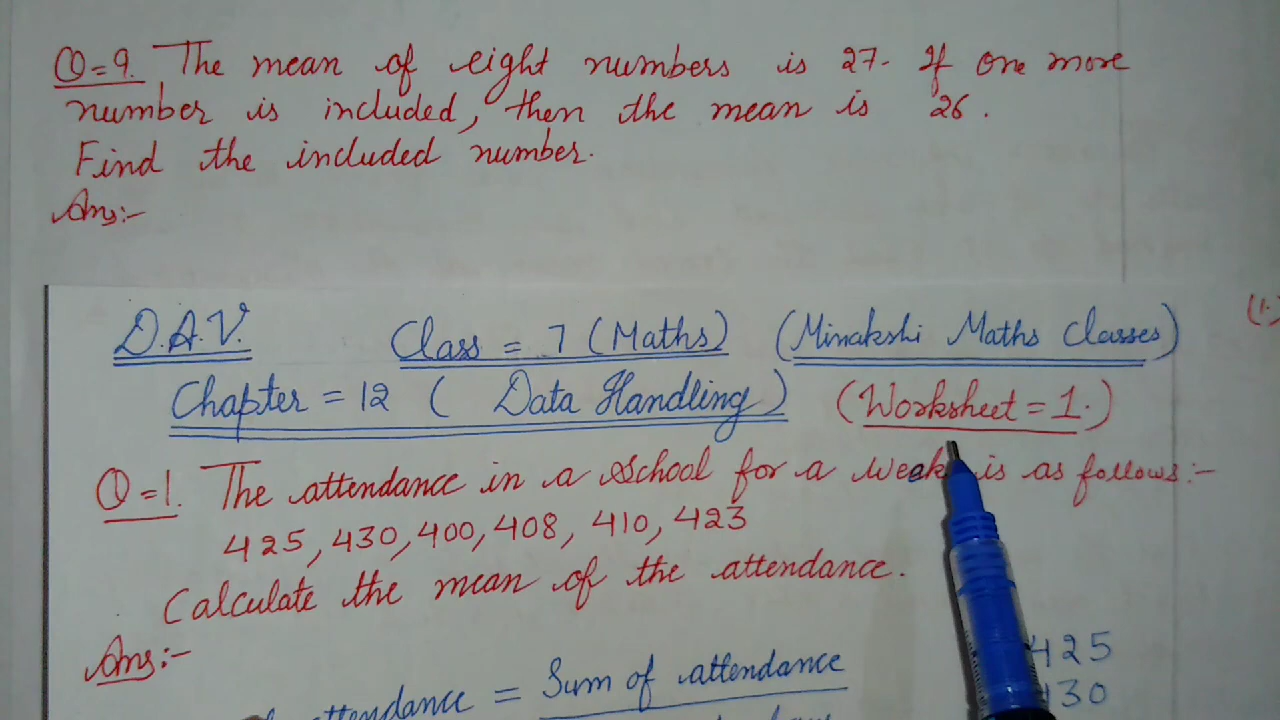 Q=9. The mean of eight numbers is 27. If one more
number is included, then the mean is 26.
Find the included number.
Ans:-
(1.)
D.A.V. Class = 7 (Maths) (Minakshi Maths Classes)
Chapter = 12 ( Data Handling) (Worksheet = 1.)
Q=1. The attendance in a school for a week is as follows:-
425, 430, 400, 408, 410, 423
Calculate the mean of the attendance.
Ans:-
425
attendance = Sum of attendance
430